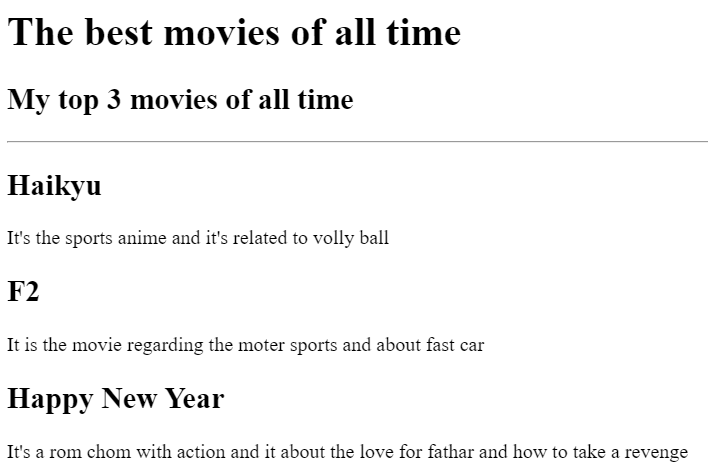 The best movies of all time
My top 3 movies of all time
Haikyu
It's the sports anime and it's related to volly ball
F2
It is the movie regarding the moter sports and about fast car
Happy New Year
It's a rom chom with action and it about the love for fathar and how to take a revenge